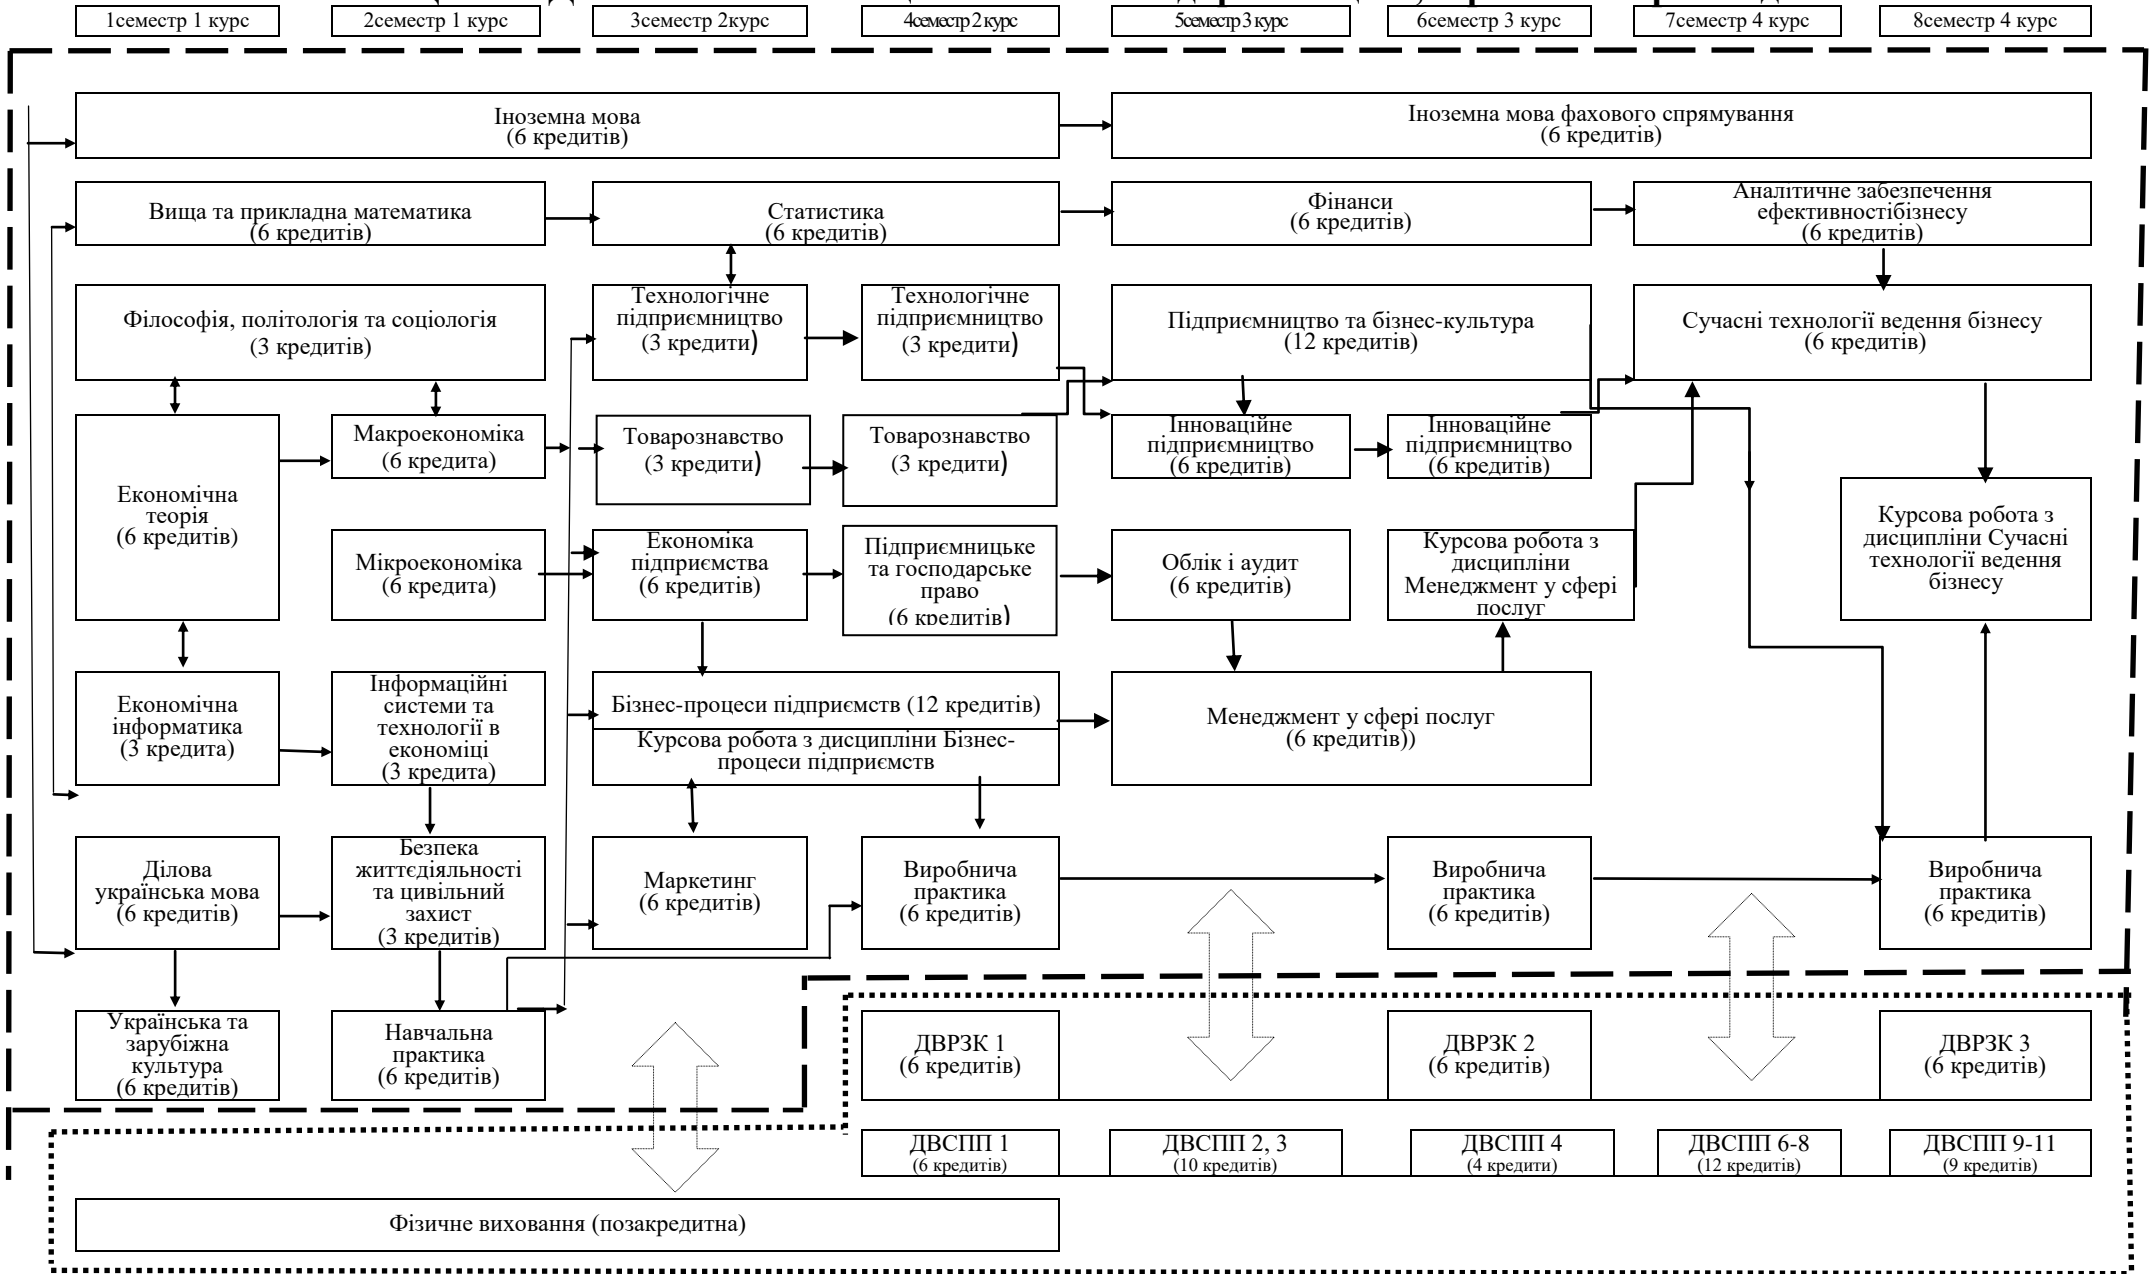 1семестр 1 курс
2семестр 1 курс
3семестр 2курс
4семестр 2 курс
5семестр 3 курс
6семестр 3 курс
7семестр 4 курс
8семестр 4 курс
Іноземна мова
(6 кредитів)
Іноземна мова фахового спрямування
(6 кредитів)
Вища та прикладна математика
(6 кредитів)
Статистика
(6 кредитів)
Фінанси
(6 кредитів)
Аналітичне забезпечення
ефективностібізнесу
(6 кредитів)
Філософія, політологія та соціологія
(3 кредитів)
Технологічне
підприємництво
(3 кредити)
Технологічне
підприємництво
(3 кредити)
Підприємництво та бізнес-культура
(12 кредитів)
Сучасні технології ведення бізнесу
(6 кредитів)
Економічна
теорія
(6 кредитів)
Макроекономіка
(6 кредита)
Товарознавство
(3 кредити)
Товарознавство
(3 кредити)
Інноваційне
підприємництво
(6 кредитів)
Інноваційне
підприємництво
(6 кредитів)
Мікроекономіка
(6 кредита)
Економіка
підприємства
(6 кредитів)
Підприємницьке
та господарське
право
(6 кредитів)
Облік і аудит
(6 кредитів)
Курсова робота з
дисципліни
Менеджмент у сфері
послуг
Курсова робота з
дисципліни Сучасні
технології ведення
бізнесу
Економічна
інформатика
(3 кредита)
Інформаційні
системи та
технології в
економіці
(3 кредита)
Бізнес-процеси підприємств (12 кредитів)
Курсова робота з дисципліни Бізнес-
процеси підприємств
Менеджмент у сфері послуг
(6 кредитів))
Ділова
українська мова
(6 кредитів)
Безпека
життєдіяльності
та цивільний
захист
(3 кредитів)
Маркетинг
(6 кредитів)
Виробнича
практика
(6 кредитів)
Виробнича
практика
(6 кредитів)
Виробнича
практика
(6 кредитів)
Українська та
зарубіжна
культура
(6 кредитів)
Навчальна
практика
(6 кредитів)
ДВРЗК 1
(6 кредитів)
ДВРЗК 2
(6 кредитів)
ДВРЗК 3
(6 кредитів)
ДВСПП 1
(6 кредитів)
ДВСПП 2, 3
(10 кредитів)
ДВСПП 4
(4 кредити)
ДВСПП 6-8
(12 кредитів)
ДВСПП 9-11
(9 кредитів)
Фізичне виховання (позакредитна)